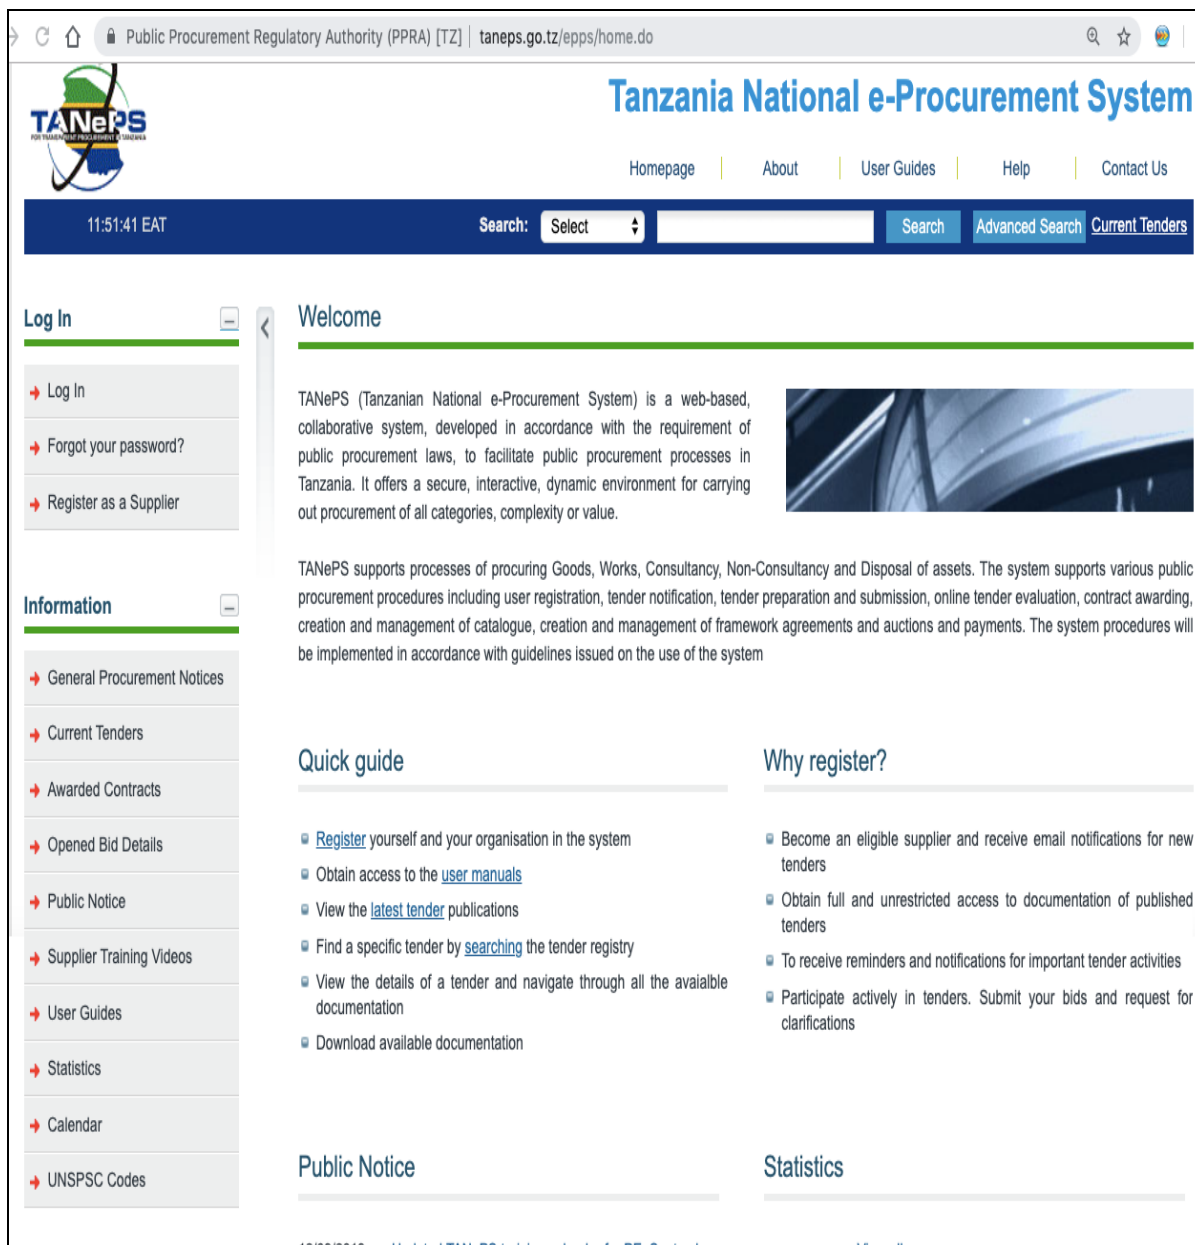 Public Procurement Regulatory Authority (PPRA) [TZ] | taneps.go.tz/epps/home.do
TANePS
FOR TRANSPARENT PROCUREMENT IN TANZANIA
Tanzania National e-Procurement System
Homepage
About
User Guides
Help
Contact Us
11:51:41 EAT
Search:
Select
Search
Advanced Search
Current Tenders
Log In
Log In
Forgot your password?
Register as a Supplier
Information
General Procurement Notices
Current Tenders
Awarded Contracts
Opened Bid Details
Public Notice
Supplier Training Videos
User Guides
Statistics
Calendar
UNSPSC Codes
Welcome
TANePS (Tanzanian National e-Procurement System) is a web-based,
collaborative system, developed in accordance with the requirement of
public procurement laws, to facilitate public procurement processes in
Tanzania. It offers a secure, interactive, dynamic environment for carrying
out procurement of all categories, complexity or value.
TANePS supports processes of procuring Goods, Works, Consultancy, Non-Consultancy and Disposal of assets. The system supports various public
procurement procedures including user registration, tender notification, tender preparation and submission, online tender evaluation, contract awarding,
creation and management of catalogue, creation and management of framework agreements and auctions and payments. The system procedures will
be implemented in accordance with guidelines issued on the use of the system
Quick guide
Register yourself and your organisation in the system
Obtain access to the user manuals
View the latest tender publications
Find a specific tender by searching the tender registry
View the details of a tender and navigate through all the avaialble
documentation
Download available documentation
Why register?
Become an eligible supplier and receive email notifications for new
tenders
Obtain full and unrestricted access to documentation of published
tenders
To receive reminders and notifications for important tender activities
Participate actively in tenders. Submit your bids and request for
clarifications
Public Notice
Statistics